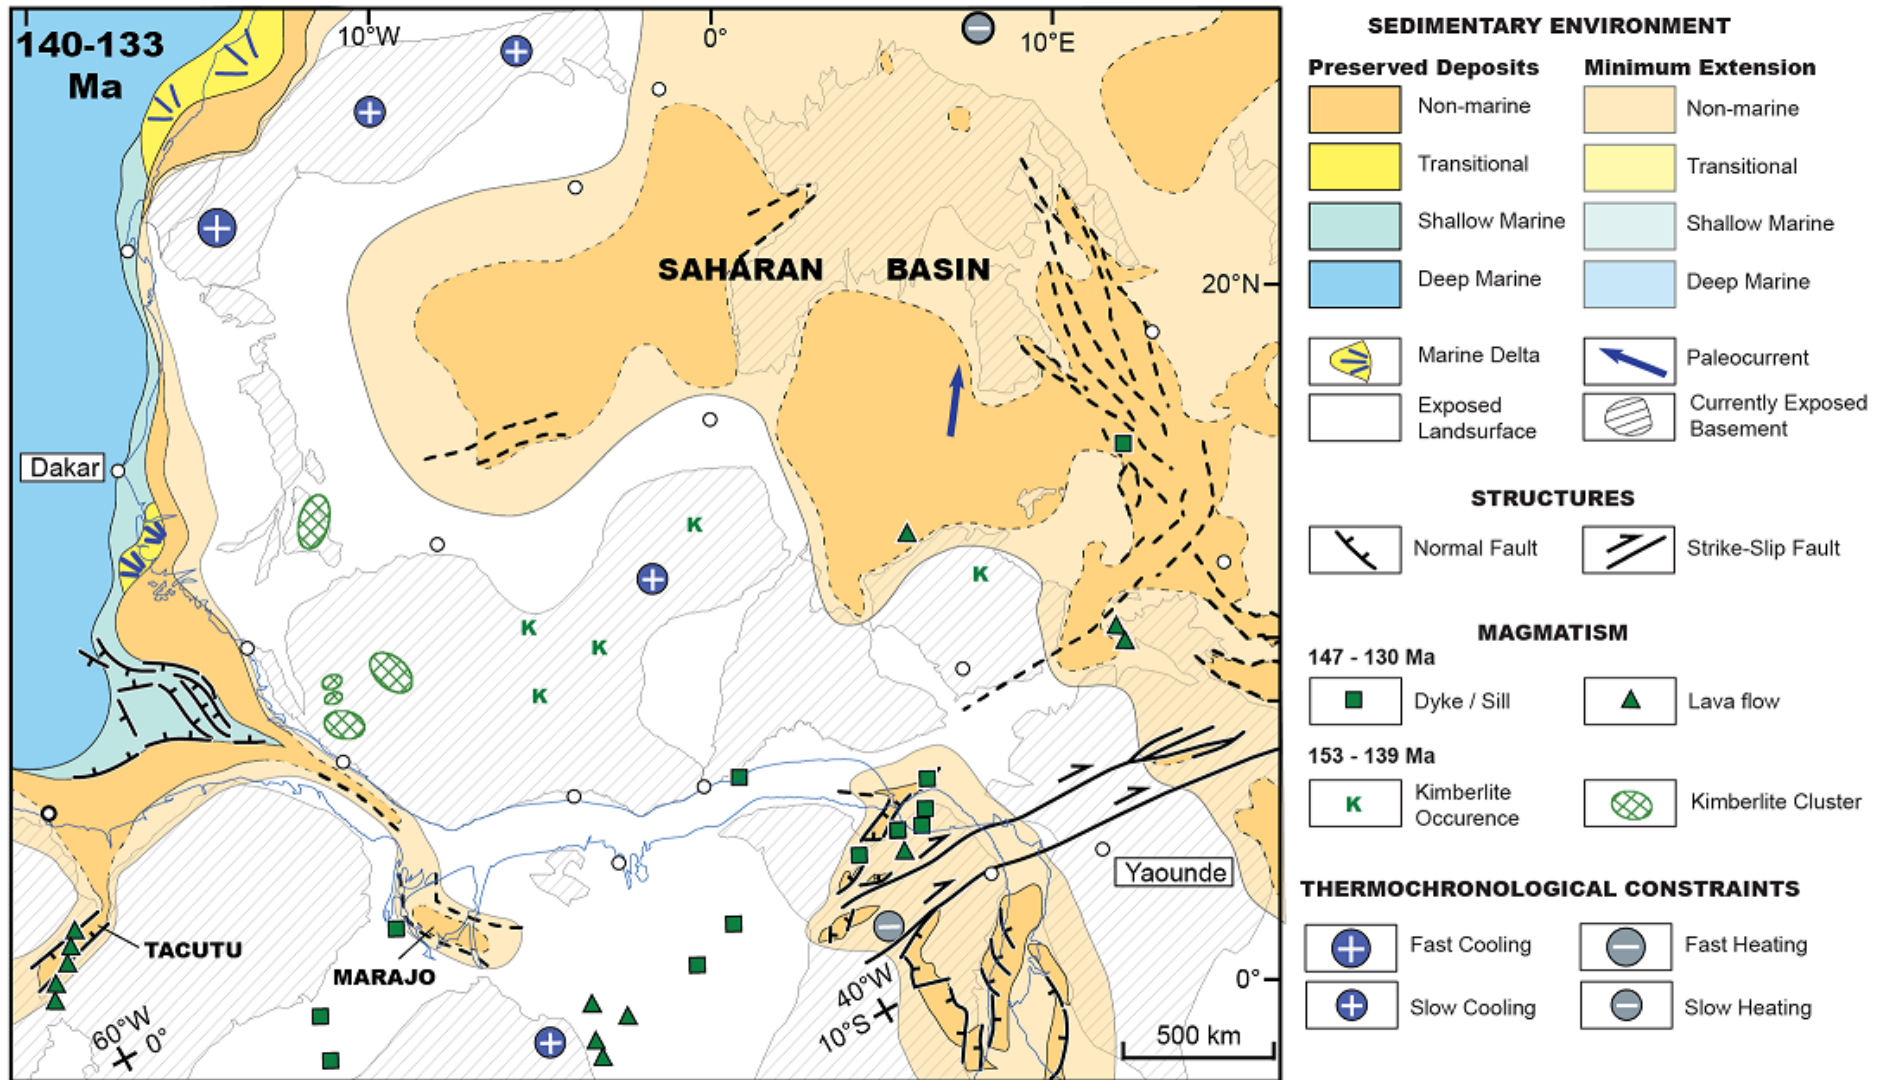 140-133
Ma
10°W
0°
10°E
SAHARAN BASIN
20°N
Dakar
K
K
K
K
K
Yaounde
TACUTU
MARAJO
40°W
10°S
0°
60°W
0°
500 km
SEDIMENTARY ENVIRONMENT
Preserved Deposits
Minimum Extension
Non-marine
Non-marine
Transitional
Transitional
Shallow Marine
Shallow Marine
Deep Marine
Deep Marine
Marine Delta
Paleocurrent
Exposed
Landsurface
Currently Exposed
Basement
STRUCTURES
Normal Fault
Strike-Slip Fault
MAGMATISM
147 - 130 Ma
Dyke / Sill
Lava flow
153 - 139 Ma
K
Kimberlite
Occurence
Kimberlite Cluster
THERMOCHRONOLOGICAL CONSTRAINTS
Fast Cooling
Fast Heating
Slow Cooling
Slow Heating